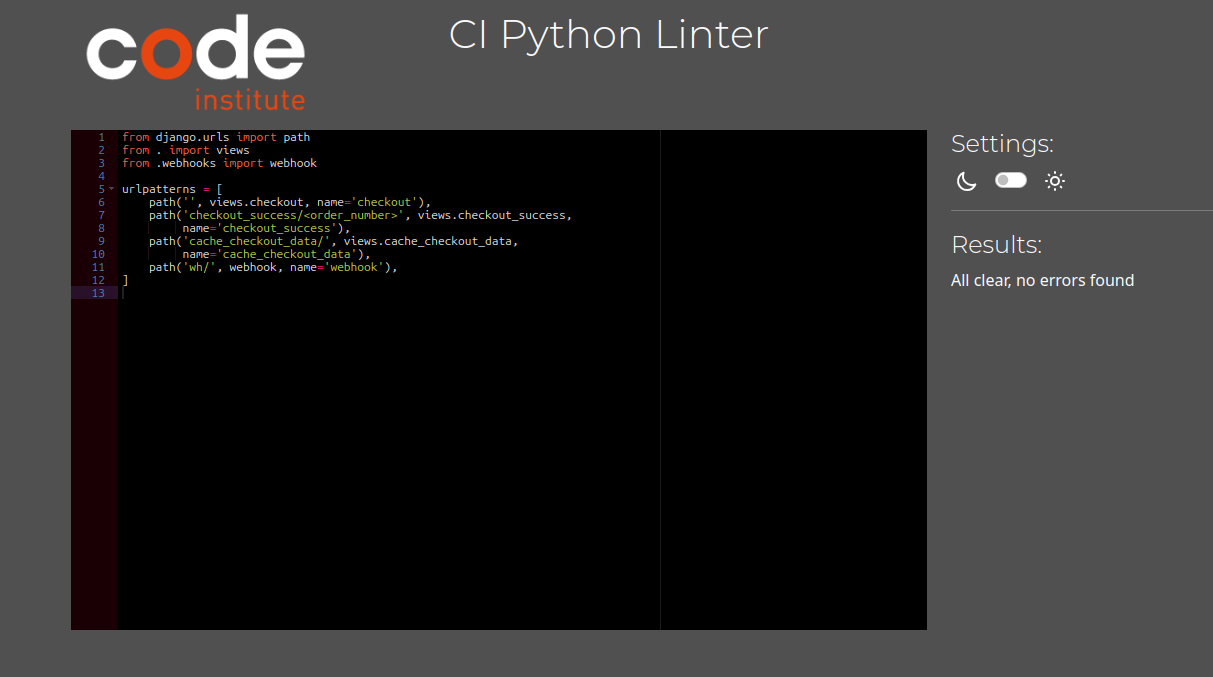 code
institute
CI Python Linter
1 from django.urls import path
2 from . import views
3 from .webhooks import webhook
4
5 urlpatterns = [
6     path('', views.checkout, name='checkout'),
7     path('checkout_success/<order_number>', views.checkout_success,
8          name='checkout_success'),
9     path('cache_checkout_data/', views.cache_checkout_data,
10          name='cache_checkout_data'),
11     path('wh/', webhook, name='webhook'),
12 ]
13
Settings:
Results:
All clear, no errors found